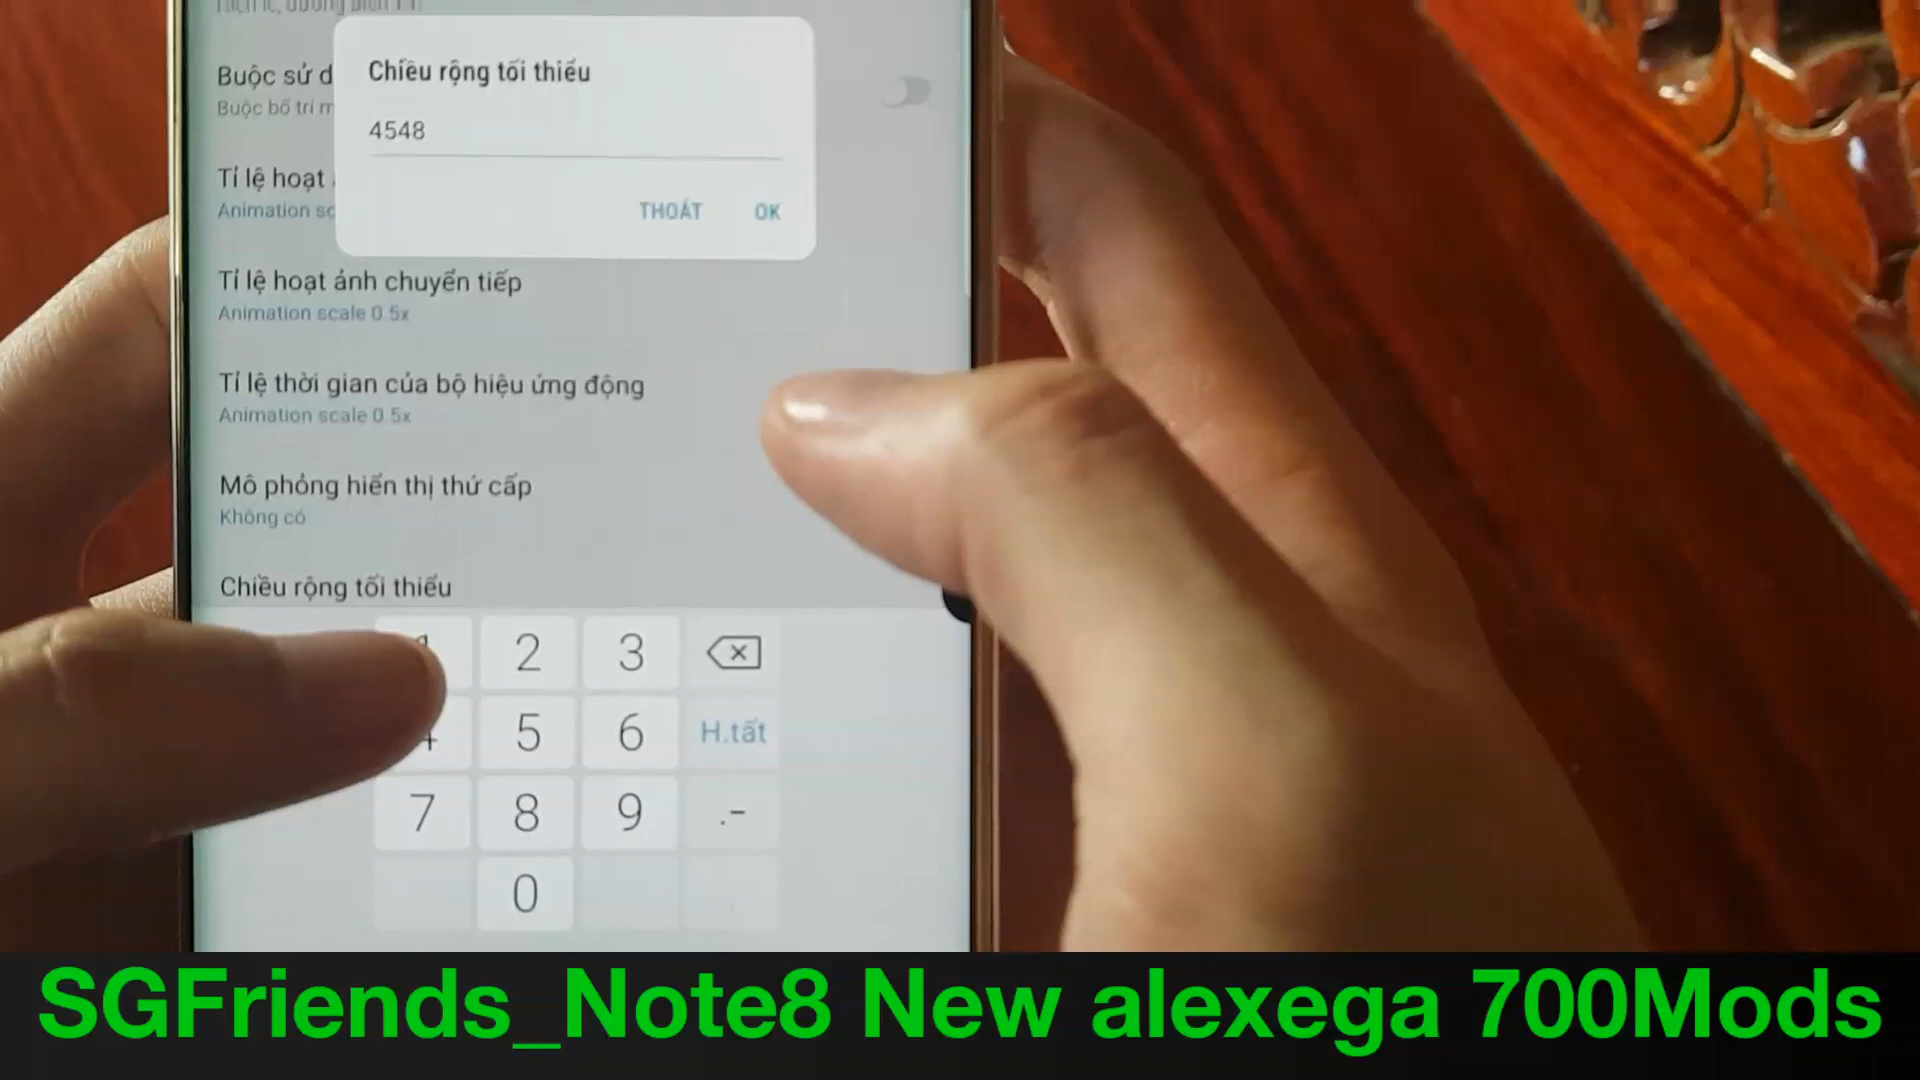 Chiều rộng tối thiểu
4548
THOÁT OK
Buộc sử d
Buộc bố trí
Tỉ lệ hoạt
Animation sc
Tỉ lệ hoạt ảnh chuyển tiếp
Animation scale 0.5x
Tỉ lệ thời gian của bộ hiệu ứng động
Animation scale 0.5x
Mô phỏng hiển thị thứ cấp
Không có
Chiều rộng tối thiểu
2 3
5 6 H.tất
7 8 9 .-
0
SGFriends_Note8 New alexega 700Mods